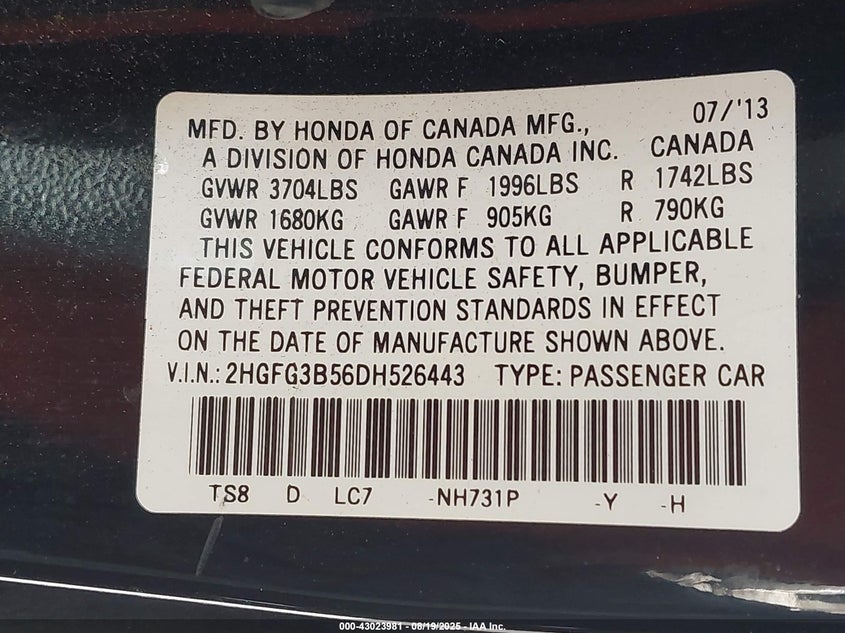 07/'13
MFD. BY HONDA OF CANADA MFG.,
A DIVISION OF HONDA CANADA INC. CANADA
GVWR 3704LBS GAWR F 1996LBS R 1742LBS
GVWR 1680KG GAWR F 905KG R 790KG
THIS VEHICLE CONFORMS TO ALL APPLICABLE
FEDERAL MOTOR VEHICLE SAFETY, BUMPER,
AND THEFT PREVENTION STANDARDS IN EFFECT
ON THE DATE OF MANUFACTURE SHOWN ABOVE.
V.I.N.: 2HGFG3B56DH526443 TYPE: PASSENGER CAR
TS8 D LC7 -NH731P -Y -H
000-43023981 - 08/19/2025 - IAA Inc.